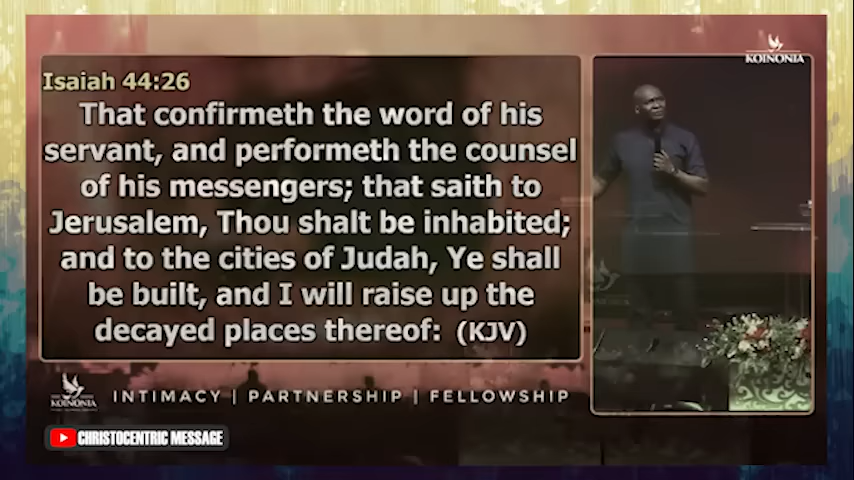 KOINONIA
Isaiah 44:26
That confirmeth the word of his
servant, and performeth the counsel
of his messengers; that saith to
Jerusalem, Thou shalt be inhabited;
and to the cities of Judah, Ye shall
be built, and I will raise up the
decayed places thereof: (KJV)
KOINONIA
INTIMACY | PARTNERSHIP | FELLOWSHIP
CHRISTOCENTRIC MESSAGE